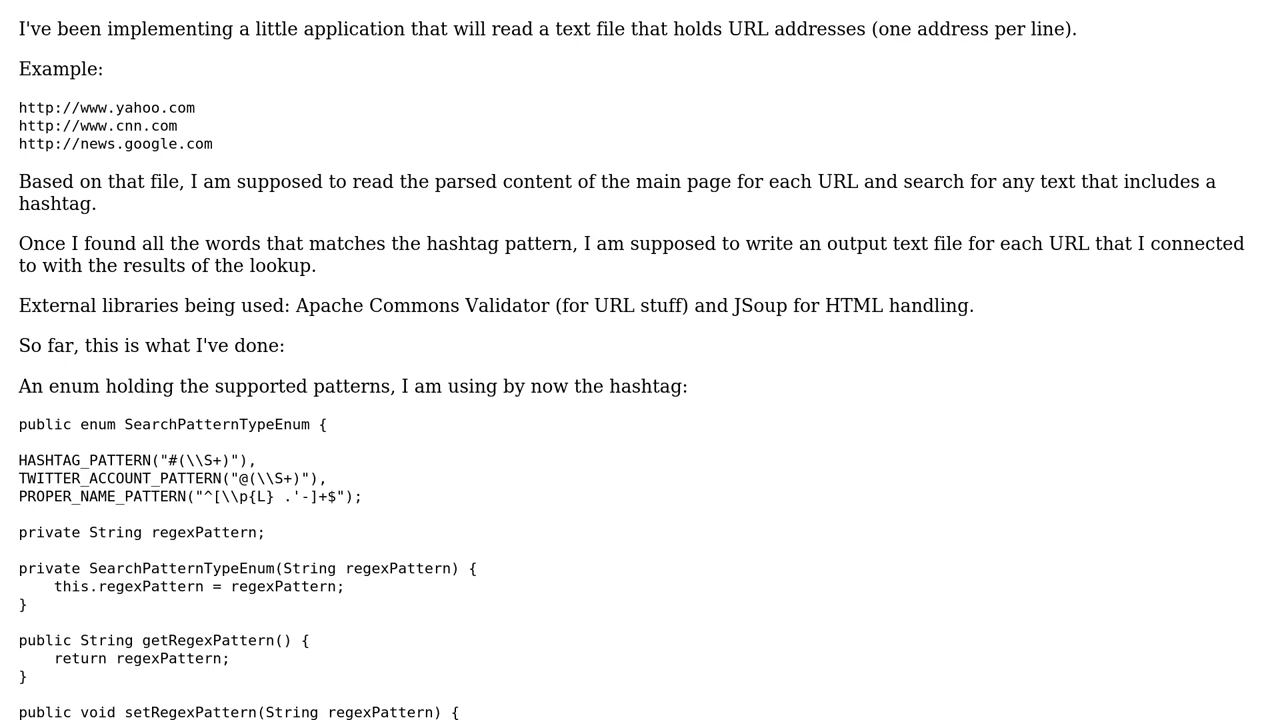 I've been implementing a little application that will read a text file that holds URL addresses (one address per line).
Example:
http://www.yahoo.com
http://www.cnn.com
http://news.google.com
Based on that file, I am supposed to read the parsed content of the main page for each URL and search for any text that includes a
hashtag.
Once I found all the words that matches the hashtag pattern, I am supposed to write an output text file for each URL that I connected
to with the results of the lookup.
External libraries being used: Apache Commons Validator (for URL stuff) and JSoup for HTML handling.
So far, this is what I've done:
An enum holding the supported patterns, I am using by now the hashtag:
public enum SearchPatternTypeEnum {
HASHTAG_PATTERN("#(\\S+)"),
TWITTER_ACCOUNT_PATTERN("@(\\S+)"),
PROPER_NAME_PATTERN("^[\\p{L} .'-]+$");
private String regexPattern;
private SearchPatternTypeEnum(String regexPattern) {
    this.regexPattern = regexPattern;
}
public String getRegexPattern() {
    return regexPattern;
}
public void setRegexPattern(String regexPattern) {